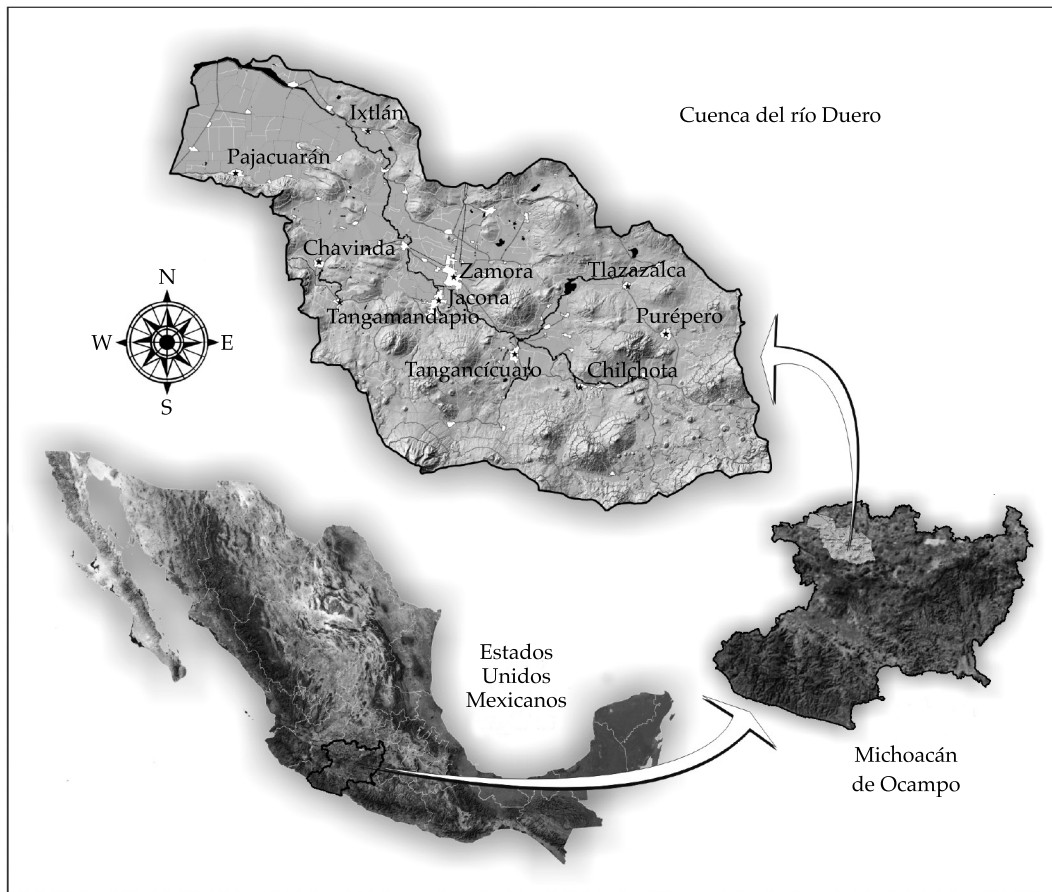 Cuenca del río Duero
Ixtlán
Pajacuarán
Chavinda
Zamora
Tlazazalca
Jacona
Tangamandapio
Purépero
Tangancícuaro
Chilchota
N
W
E
S
Estados
Unidos
Mexicanos
Michoacán
de Ocampo